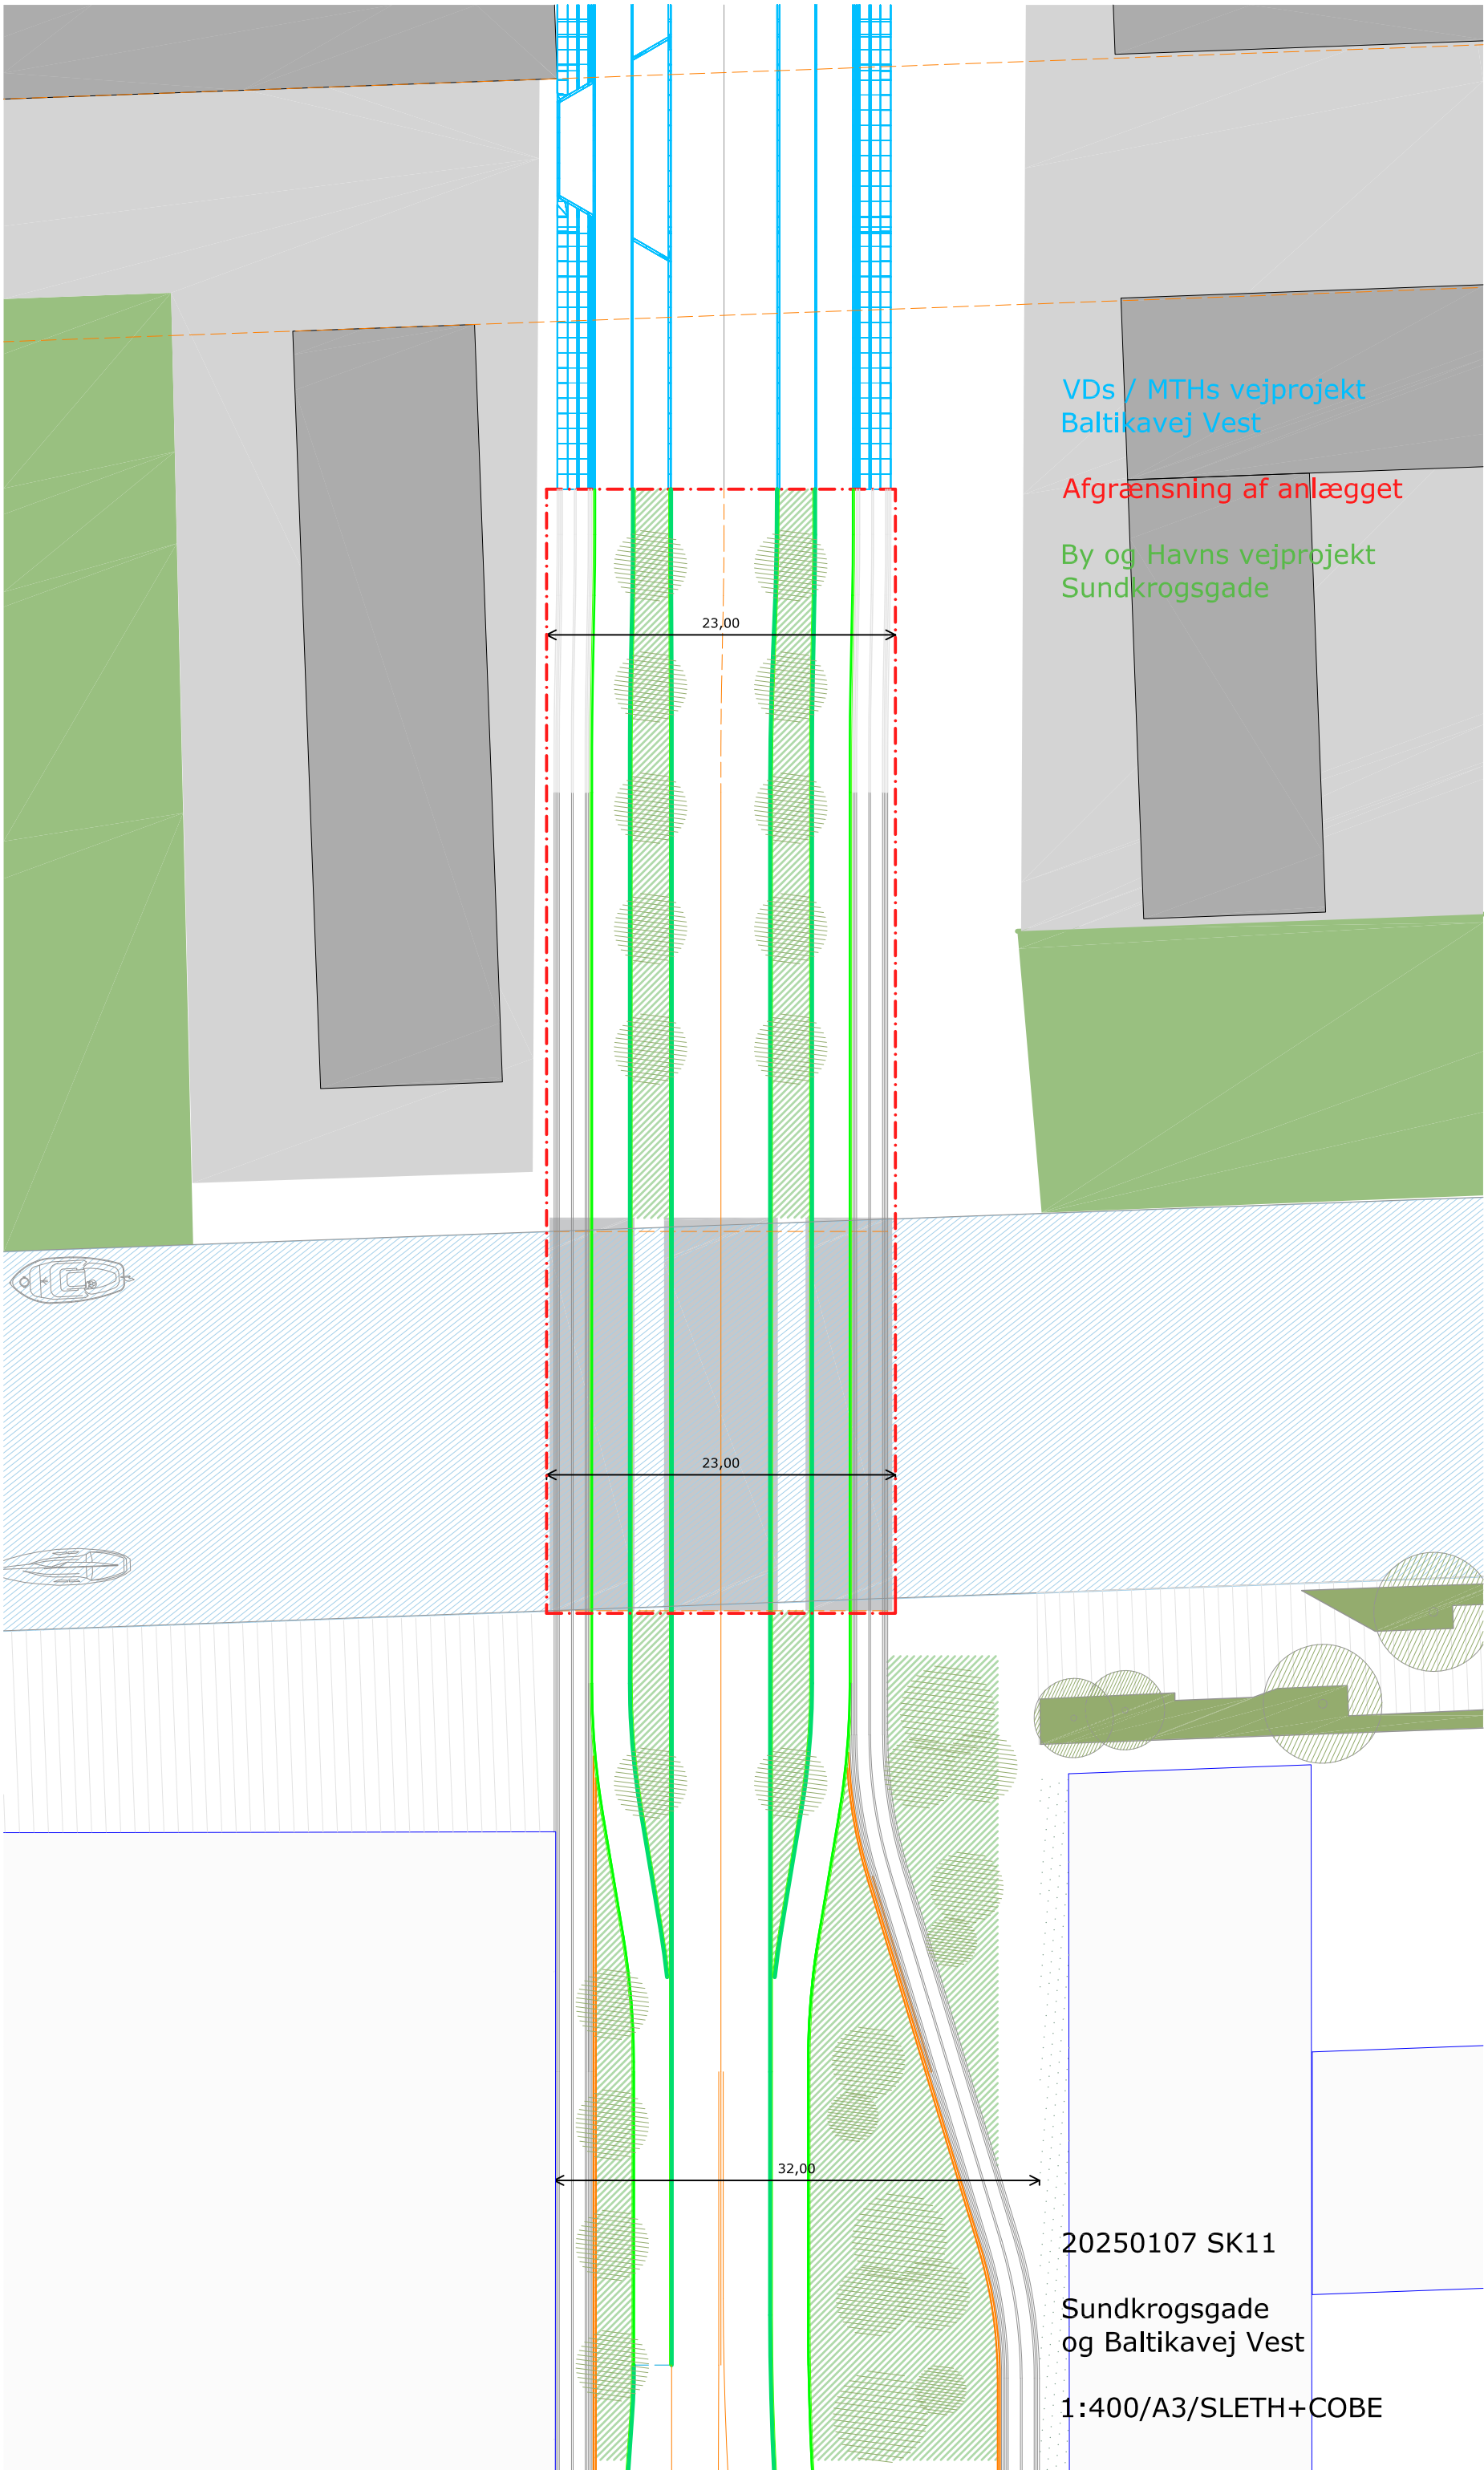 VDs / MTHs vejprojekt
Baltikavej Vest
Afgrænsning af anlægget
By og Havns vejprojekt
Sundkrogsgade
23,00
23,00
32,00
20250107 SK11
Sundkrogsgade
og Baltikavej Vest
1:400/A3/SLETH+COBE